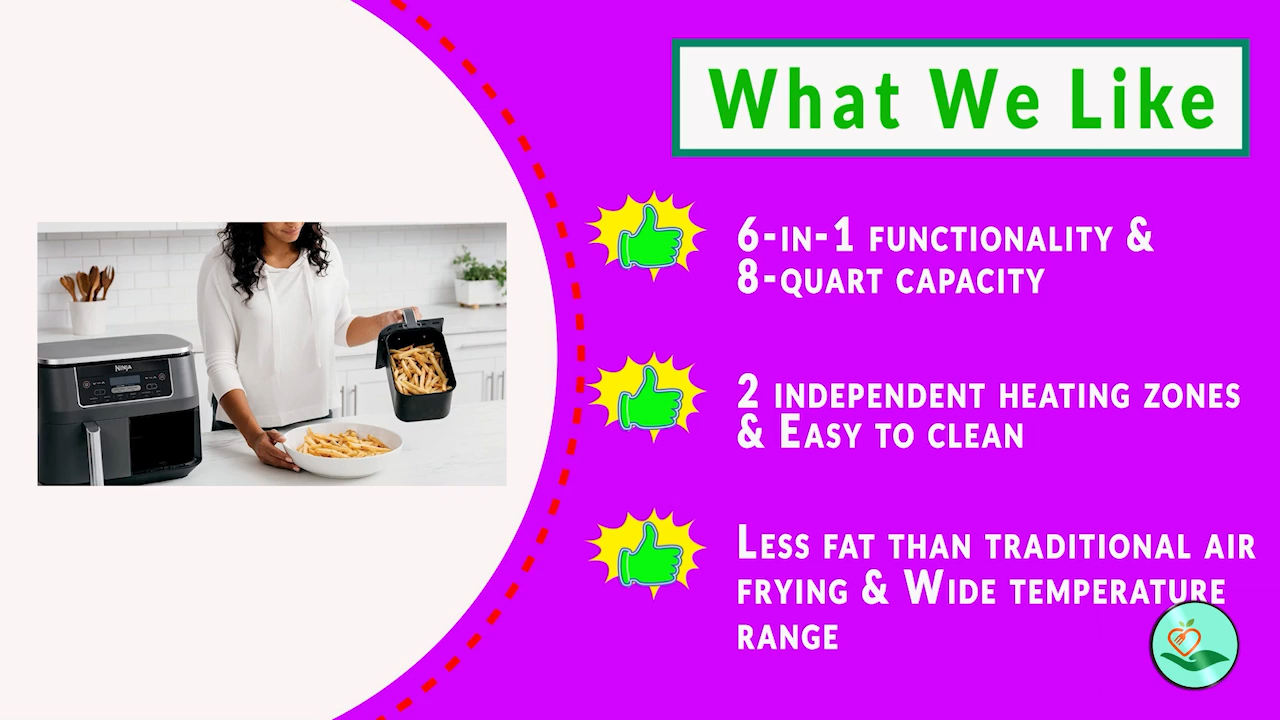 What We Like
6-in-1 functionality &
8-quart capacity
2 independent heating zones
& Easy to clean
Less fat than traditional air
frying & Wide temperature
range
Ninja